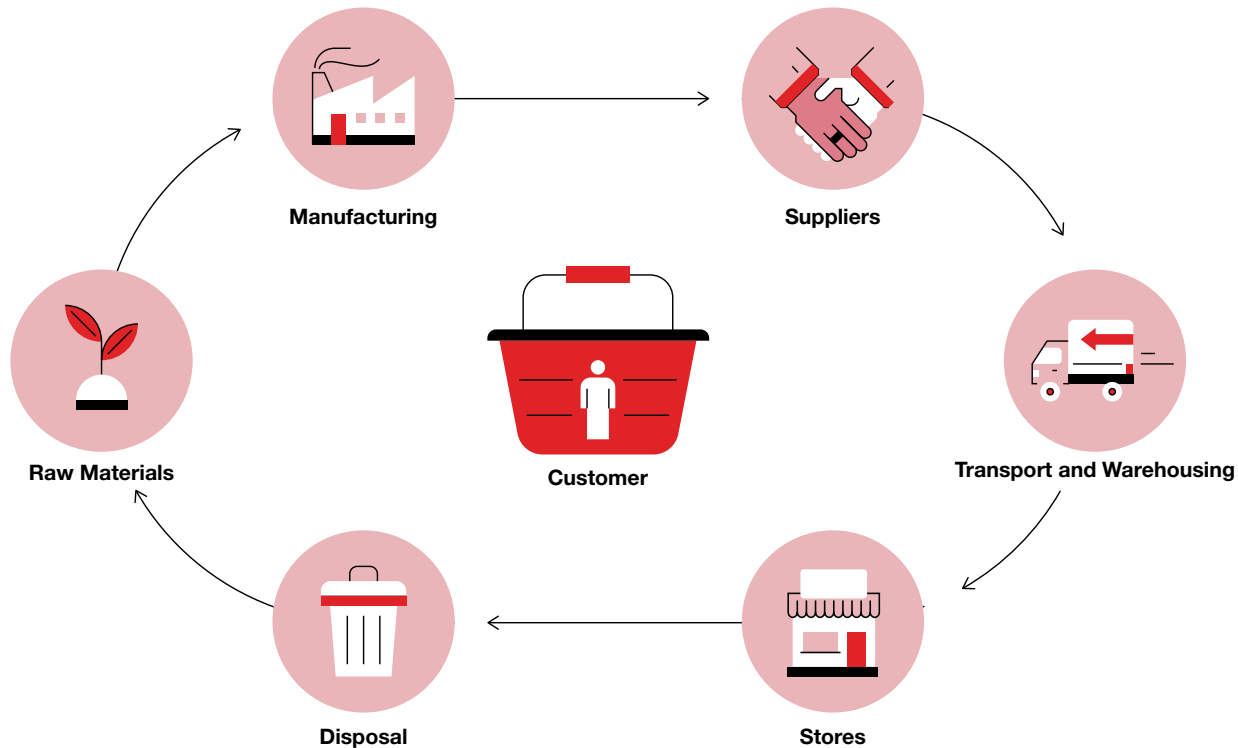 Manufacturing
Suppliers
Raw Materials
Customer
Transport and Warehousing
Disposal
Stores